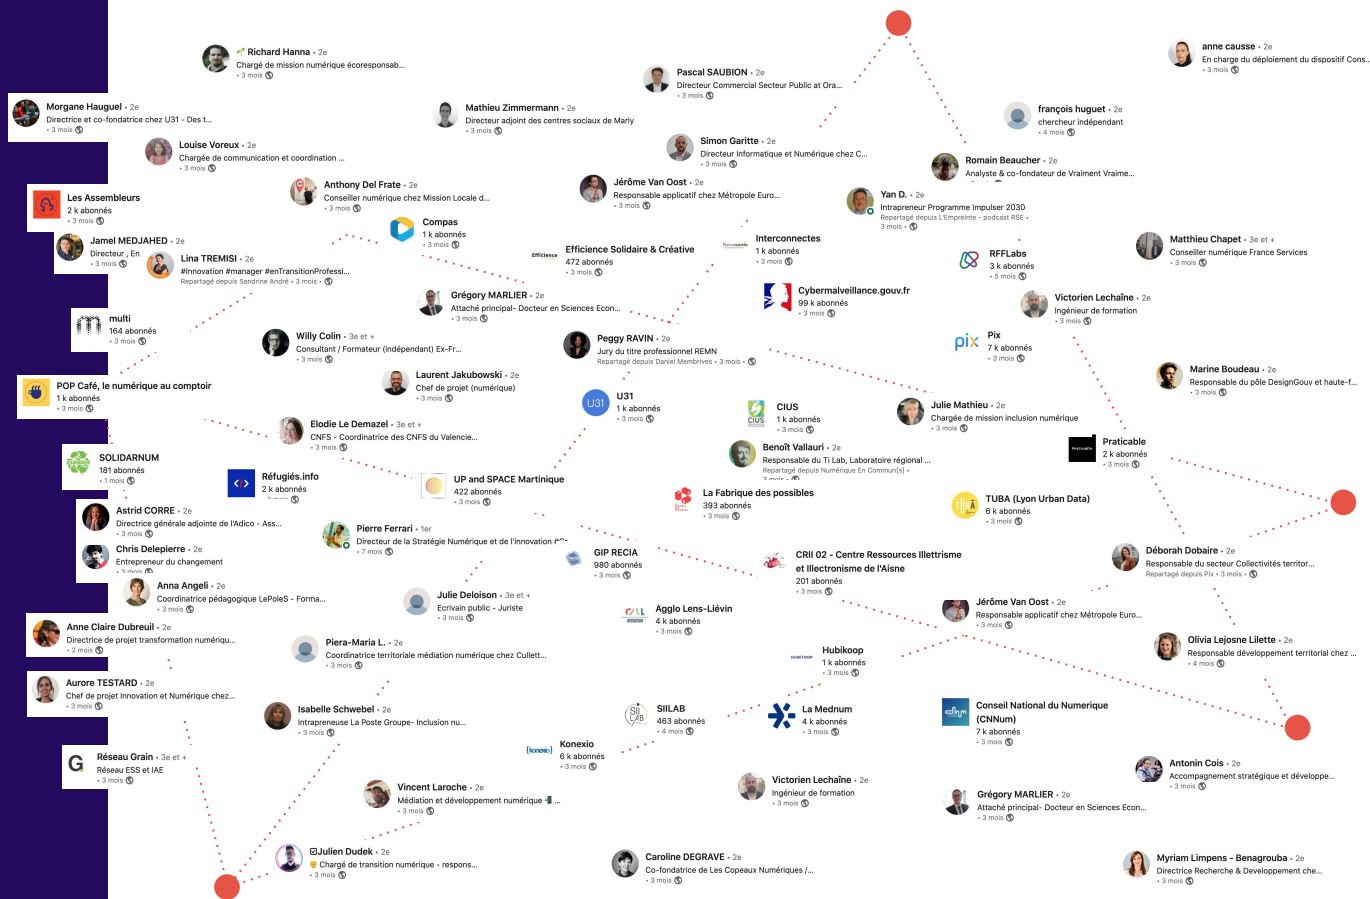 Richard Hanna • 2e
Chargé de mission numérique écoresponsab...
• 3 mois
anne causse • 2e
En charge du déploiement du dispositif Cons...
• 3 mois
Pascal SAUBION • 2e
Directeur Commercial Secteur Public at Ora...
• 3 mois
Morgane Hauguel • 2e
Directrice et co-fondatrice chez U31 - Des t...
• 3 mois
Mathieu Zimmermann • 2e
Directeur adjoint des centres sociaux de Marly
• 3 mois
françois huguet • 2e
chercheur indépendant
• 4 mois
Louise Voreux • 2e
Chargée de communication et coordination ...
• 3 mois
Simon Garitte • 2e
Directeur Informatique et Numérique chez C...
• 3 mois
Romain Beaucher • 2e
Analyste & co-fondateur de Vraiment Vraime...
Anthony Del Frate • 2e
Conseiller numérique chez Mission Locale d...
• 3 mois
Jérôme Van Oost • 2e
Responsable applicatif chez Métropole Euro...
• 3 mois
Yan D. • 2e
Intrapreneur Programme Impulser 2030
Repartagé depuis L'Empreinte - podcast RSE •
3 mois •
Les Assembleurs
2 k abonnés
• 3 mois
Compas
1 k abonnés
• 3 mois
Jamel MEDJAHED • 2e
Directeur , En
• 3 mois
Lina TREMISI • 2e
#Innovation #manager #enTransitionProfessi...
Repartagé depuis Sandrine André • 3 mois •
Efficience
Efficience Solidaire & Créative
472 abonnés
• 3 mois
Interconnectés
Interconnectes
1 k abonnés
• 3 mois
RFFLabs
3 k abonnés
• 5 mois
Matthieu Chapet • 3e et +
Conseiller numérique France Services
• 3 mois
Grégory MARLIER • 2e
Attaché principal- Docteur en Sciences Econ...
• 3 mois
Cybermalveillance.gouv.fr
99 k abonnés
• 3 mois
Victorien Lechaîne • 2e
Ingénieur de formation
• 3 mois
multi
164 abonnés
• 3 mois
Willy Colin • 3e et +
Consultant / Formateur (indépendant) Ex-Fr...
• 3 mois
Peggy RAVIN • 2e
Jury du titre professionnel REMN
Repartagé depuis Daniel Membrives • 3 mois •
pix
Pix
7 k abonnés
• 3 mois
Marine Boudeau • 2e
Responsable du pôle DesignGouv et haute-f...
• 3 mois
POP Café, le numérique au comptoir
1 k abonnés
• 3 mois
Laurent Jakubowski • 2e
Chef de projet (numérique)
• 3 mois
U31
U31
1 k abonnés
• 3 mois
CIUS
CIUS
1 k abonnés
• 3 mois
Julie Mathieu • 2e
Chargée de mission inclusion numérique
• 3 mois
Elodie Le Demazel • 3e et +
CNFS - Coordinatrice des CNFS du Valencie...
• 3 mois
Benoît Vallauri • 2e
Responsable du Ti Lab, Laboratoire régional ...
Repartagé depuis Numérique En Commun[s] •
3 mois •
Praticable
Praticable
2 k abonnés
• 3 mois
SOLIDARNUM
181 abonnés
• 1 mois
Réfugiés.info
2 k abonnés
UP and SPACE Martinique
422 abonnés
• 3 mois
La Fabrique des possibles
393 abonnés
• 3 mois
TUBA (Lyon Urban Data)
6 k abonnés
• 3 mois
Astrid CORRE • 2e
Directrice générale adjointe de l'Adico - Ass...
• 3 mois
Pierre Ferrari • 1er
Directeur de la Stratégie Numérique et de l'innovation
• 7 mois
Chris Delepierre • 2e
Entrepreneur du changement
• 3 mois
GIP RECIA
980 abonnés
• 3 mois
CRII 02 - Centre Ressources Illettrisme
et Illectronisme de l'Aisne
201 abonnés
• 3 mois
Déborah Dobaire • 2e
Responsable du secteur Collectivités territor...
Repartagé depuis Pix • 3 mois •
Anna Angeli • 2e
Coordinatrice pédagogique LePoleS - Forma...
• 3 mois
Julie Deloison • 3e et +
Ecrivain public - Juriste
• 3 mois
CALL
Agglo Lens-Liévin
4 k abonnés
• 3 mois
Jérôme Van Oost • 2e
Responsable applicatif chez Métropole Euro...
• 3 mois
Anne Claire Dubreuil • 2e
Directrice de projet transformation numériqu...
• 2 mois
Piera-Maria L. • 2e
Coordinatrice territoriale médiation numérique chez Cullett...
• 3 mois
HUBIKOOP
Hubikoop
1 k abonnés
• 3 mois
Olivia Lejosne Lilette • 2e
Responsable développement territorial chez ...
• 4 mois
Aurore TESTARD • 2e
Chef de projet Innovation et Numérique chez...
• 3 mois
Isabelle Schwebel • 2e
Intrapreneuse La Poste Groupe- Inclusion nu...
• 3 mois
SIILAB
SIILAB
463 abonnés
• 4 mois
La Mednum
4 k abonnés
• 3 mois
Conseil National du Numerique
(CNNum)
7 k abonnés
• 3 mois
Réseau Grain • 3e et +
Réseau ESS et IAE
• 3 mois
konexio
Konexio
6 k abonnés
• 3 mois
Antonin Cois • 2e
Accompagnement stratégique et développe...
• 3 mois
Vincent Laroche • 2e
Médiation et développement numérique ...
• 3 mois
Victorien Lechaîne • 2e
Ingénieur de formation
• 3 mois
Grégory MARLIER • 2e
Attaché principal- Docteur en Sciences Econ...
• 3 mois
☑Julien Dudek • 2e
Chargé de transition numérique - respons...
• 3 mois
Caroline DEGRAVE • 2e
Co-fondatrice de Les Copeaux Numériques /...
• 3 mois
Myriam Limpens - Benagrouba • 2e
Directrice Recherche & Developpement che...
• 3 mois